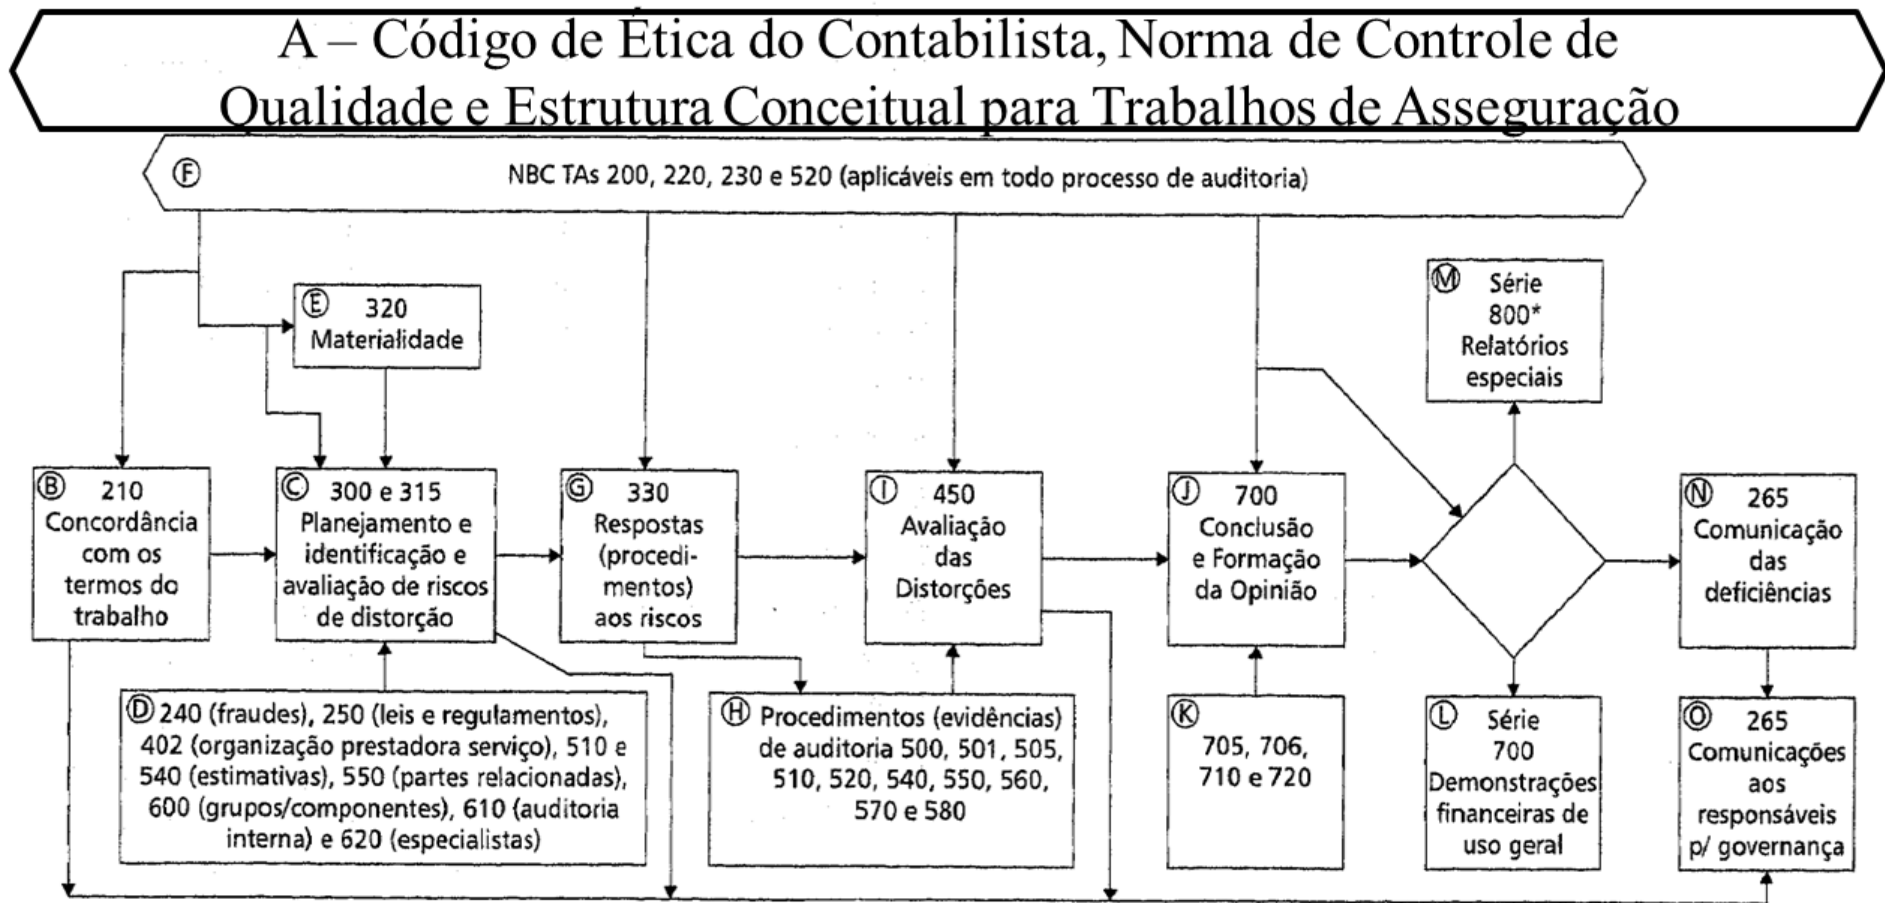 A – Código de Ética do Contabilista, Norma de Controle de
Qualidade e Estrutura Conceitual para Trabalhos de Asseguração
F
NBC TAs 200, 220, 230 e 520 (aplicáveis em todo processo de auditoria)
E 320
Materialidade
M Série
800*
Relatórios
especiais
B 210
Concordância
com os
termos do
trabalho
C 300 e 315
Planejamento e
identificação e
avaliação de riscos
de distorção
G 330
Respostas
(procedi-
mentos)
aos riscos
I 450
Avaliação
das
Distorções
J 700
Conclusão
e Formação
da Opinião
N 265
Comunicação
das
deficiências
D 240 (fraudes), 250 (leis e regulamentos),
402 (organização prestadora serviço), 510 e
540 (estimativas), 550 (partes relacionadas),
600 (grupos/componentes), 610 (auditoria
interna) e 620 (especialistas)
H Procedimentos (evidências)
de auditoria 500, 501, 505,
510, 520, 540, 550, 560,
570 e 580
K
705, 706,
710 e 720
L Série
700
Demonstrações
financeiras de
uso geral
O 265
Comunicações
aos
responsáveis
p/ governança